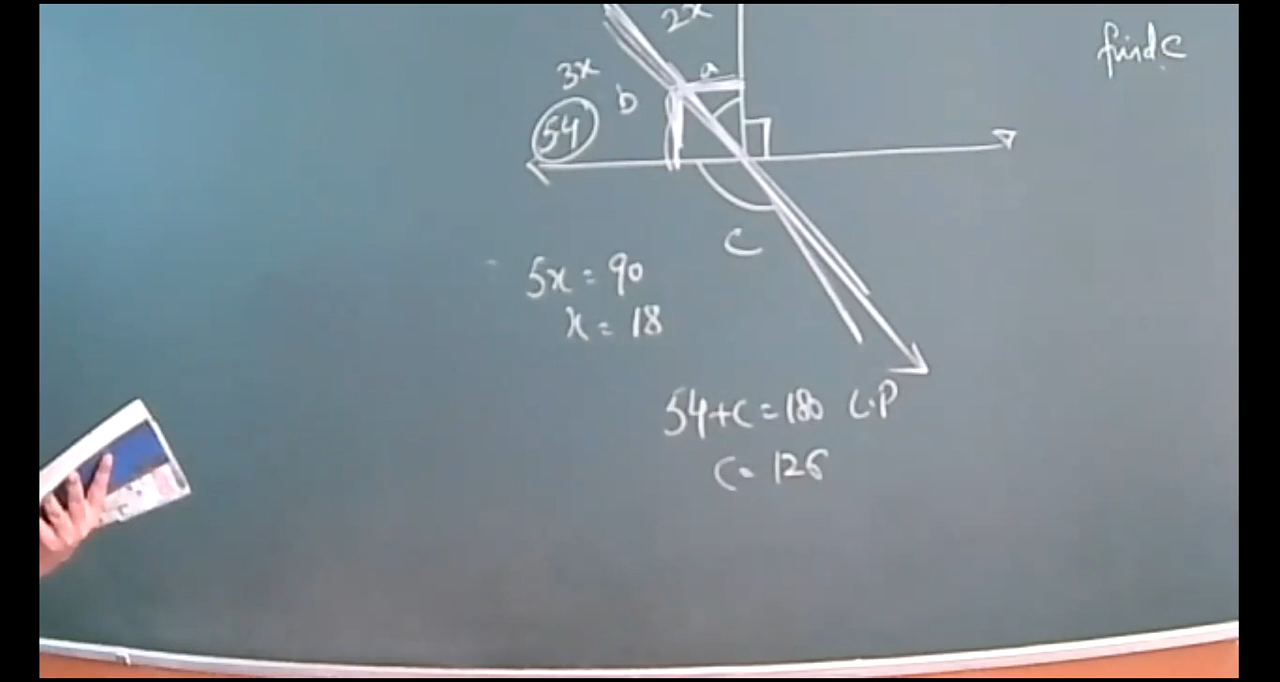 2x
find c
3x
a
b
54
c
5x = 90
x = 18
54+c = 180 L.P
c = 126